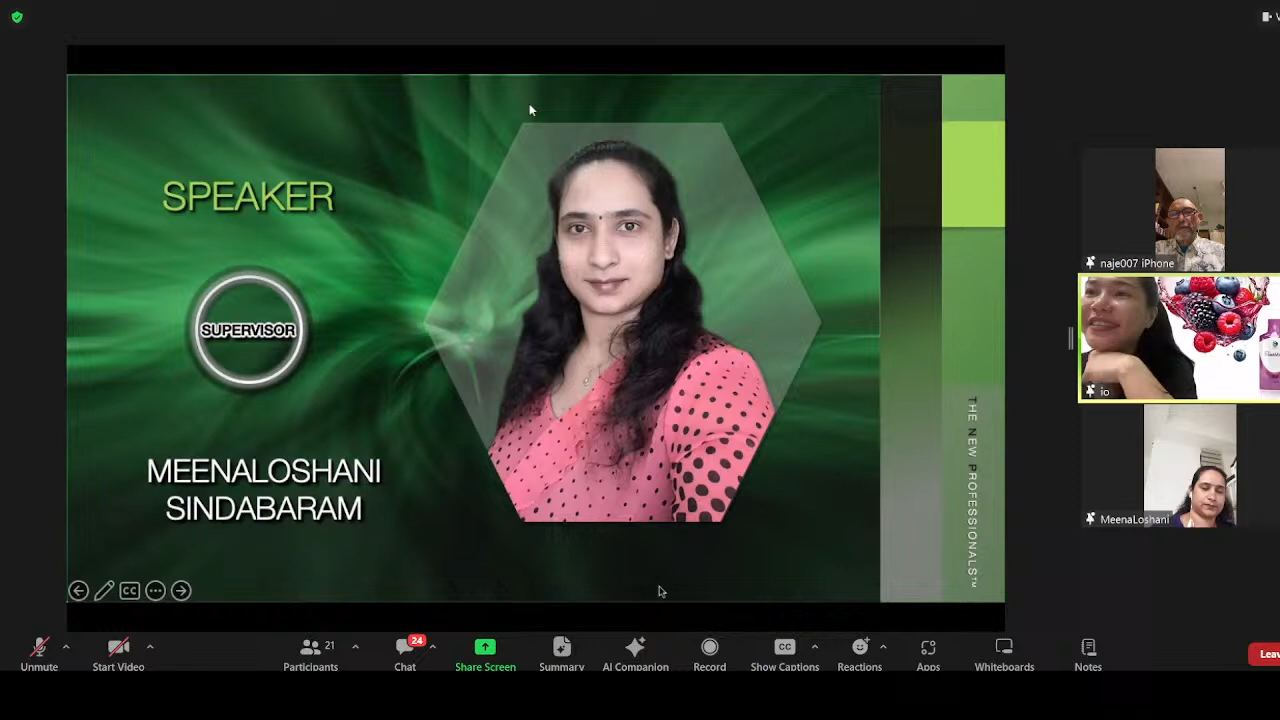 SPEAKER
SUPERVISOR
MEENALOSHANI
SINDABARAM
THE NEW PROFESSIONALS™
CC
naje007 iPhone
io
MeenaLoshani
Unmute
Start Video
21
Participants
24
Chat
Share Screen
Summary
AI Companion
Record
CC
Show Captions
Reactions
Apps
Whiteboards
Notes
Leav